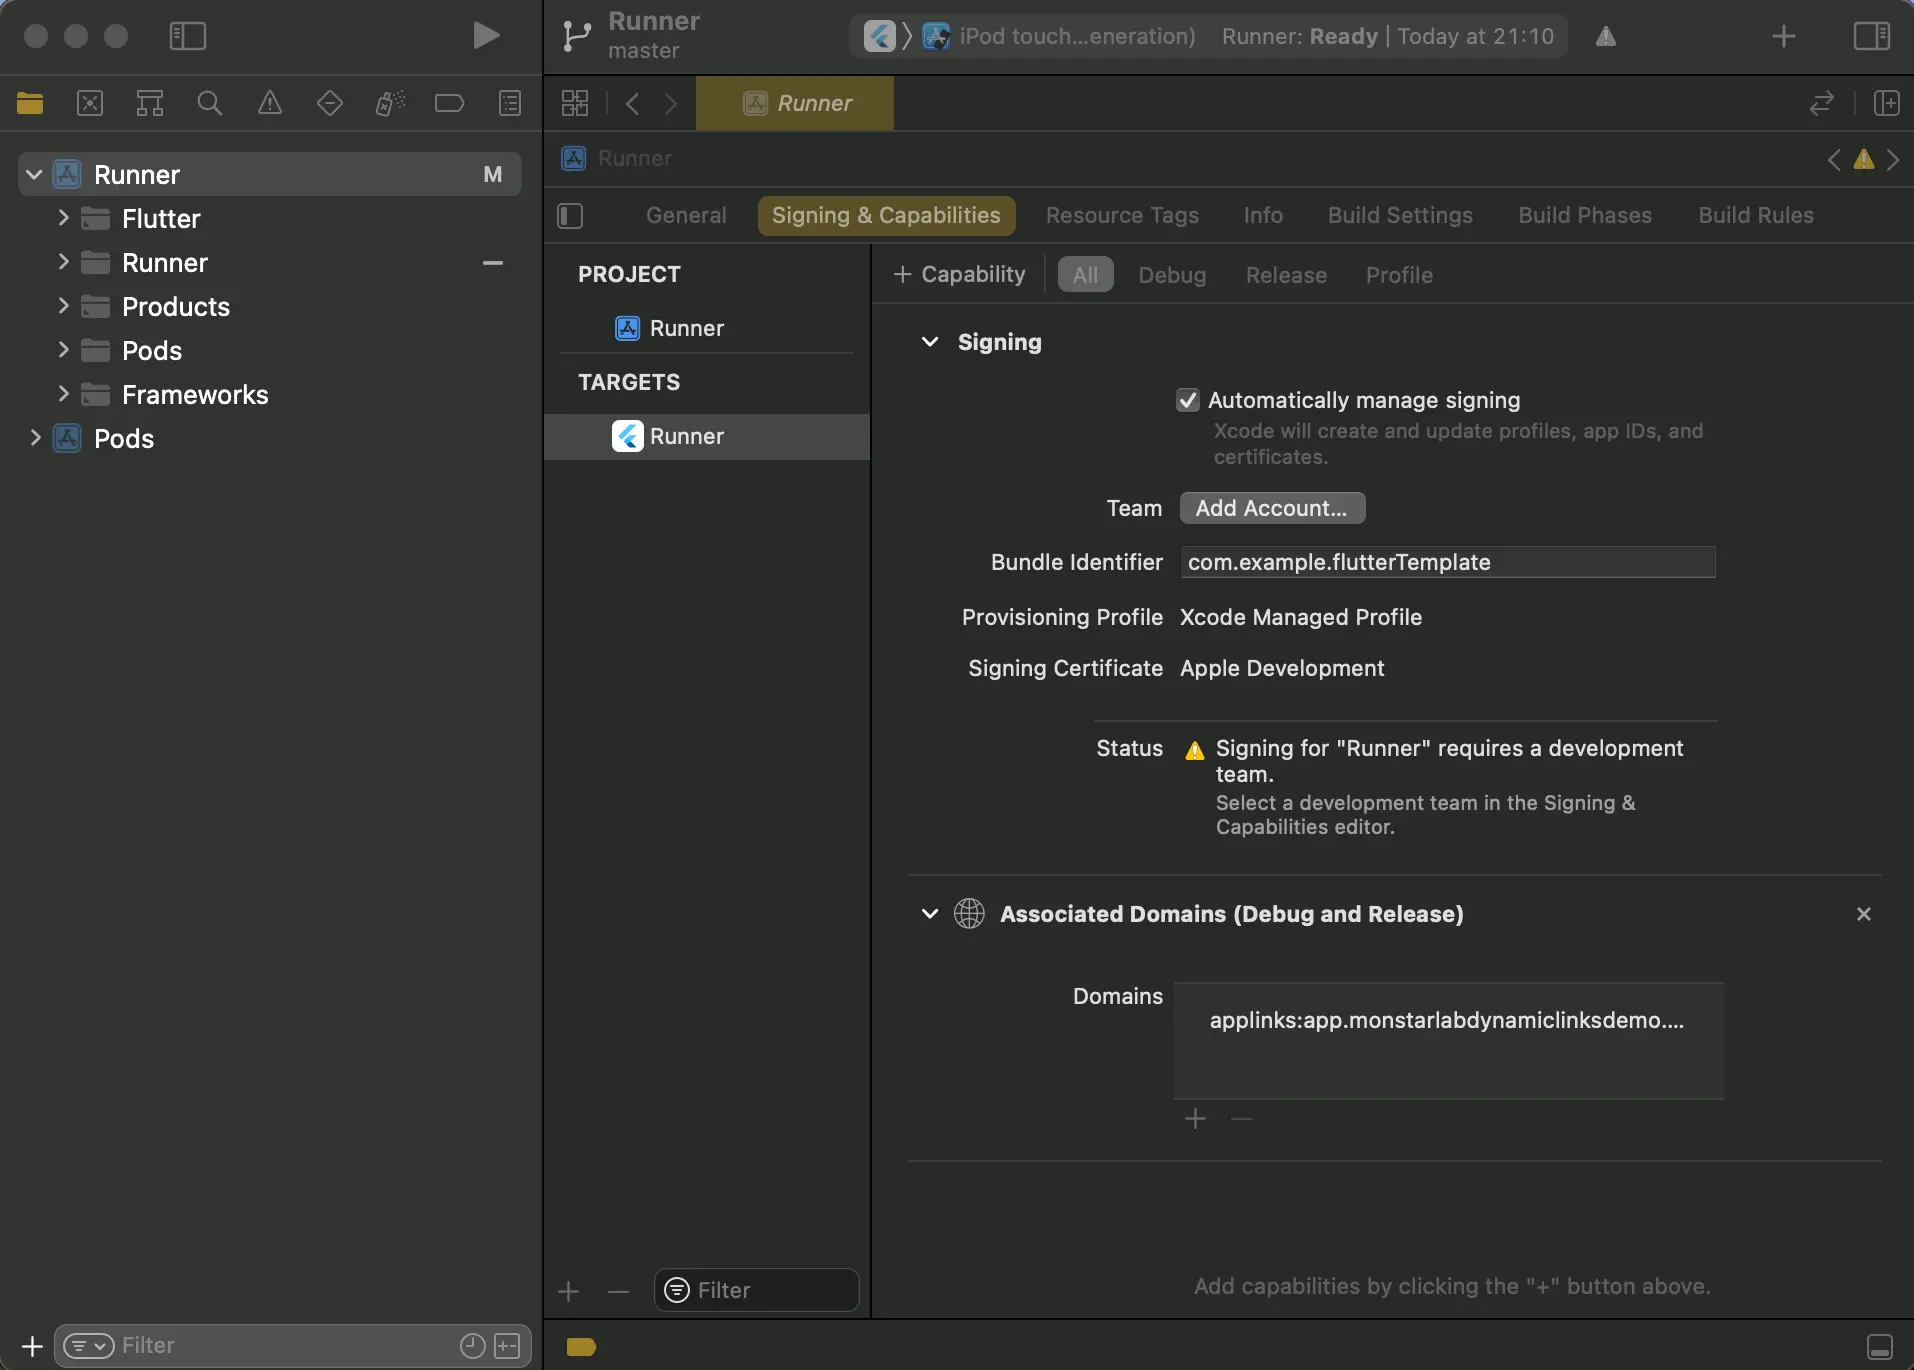 Runner
master
iPod touch...eneration)
Runner: Ready | Today at 21:10
Runner
Runner
M
Flutter
Runner
Products
Pods
Frameworks
Pods
Runner
General
Signing & Capabilities
Resource Tags
Info
Build Settings
Build Phases
Build Rules
PROJECT
Runner
TARGETS
Runner
+ Capability
All
Debug
Release
Profile
Signing
Automatically manage signing
Xcode will create and update profiles, app IDs, and
certificates.
Team
Add Account...
Bundle Identifier
com.example.flutterTemplate
Provisioning Profile
Xcode Managed Profile
Signing Certificate
Apple Development
Status
Signing for "Runner" requires a development
team.
Select a development team in the Signing &
Capabilities editor.
Associated Domains (Debug and Release)
Domains
applinks:app.monstarlabdynamiclinksdemo....
Add capabilities by clicking the "+" button above.
Filter
Filter